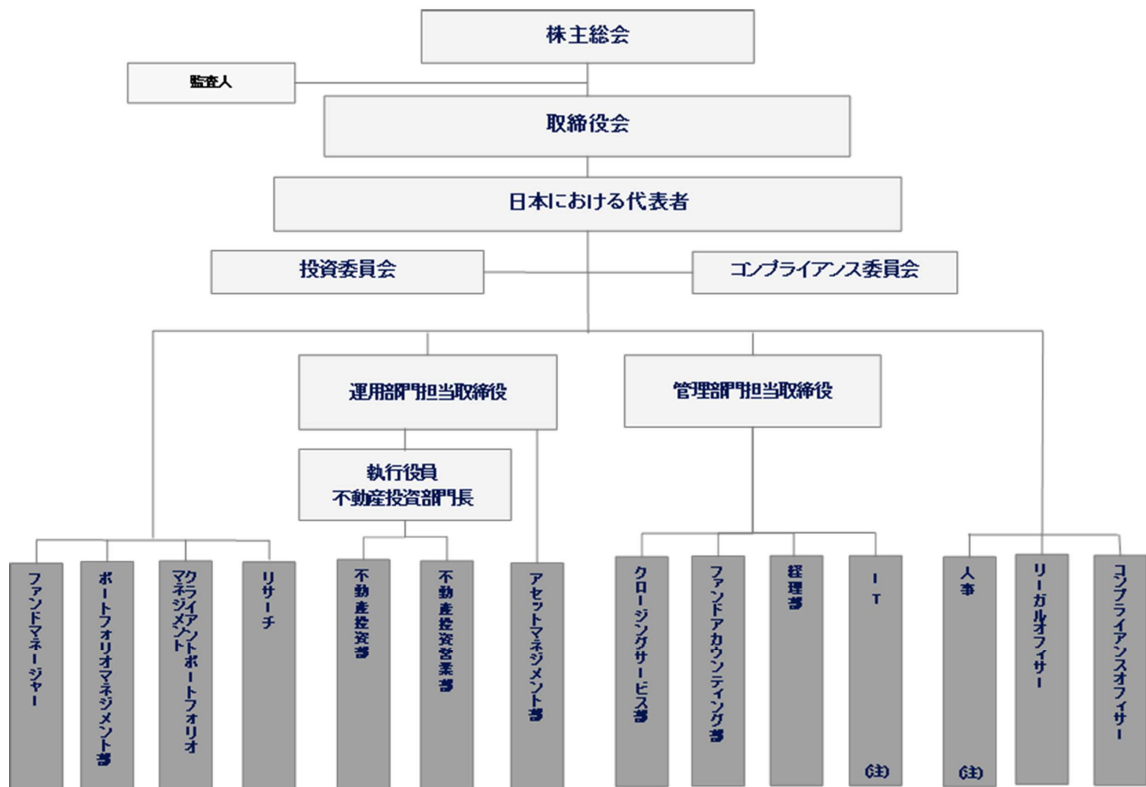 株主総会
監査人
取締役会
日本における代表者
投資委員会
コンプライアンス委員会
運用部門担当取締役
管理部門担当取締役
執行役員
不動産投資部門長
ファンドマネージャー
ポートフォリオマネジメント部
クライアントポートフォリオ
マネジメント
リサーチ
不動産投資部
不動産投資営業部
アセットマネジメント部
クロージングサービス部
ファンドアカウンティング部
経理部
IT (注)
人事 (注)
リーガルオフィサー
コンプライアンスオフィサー